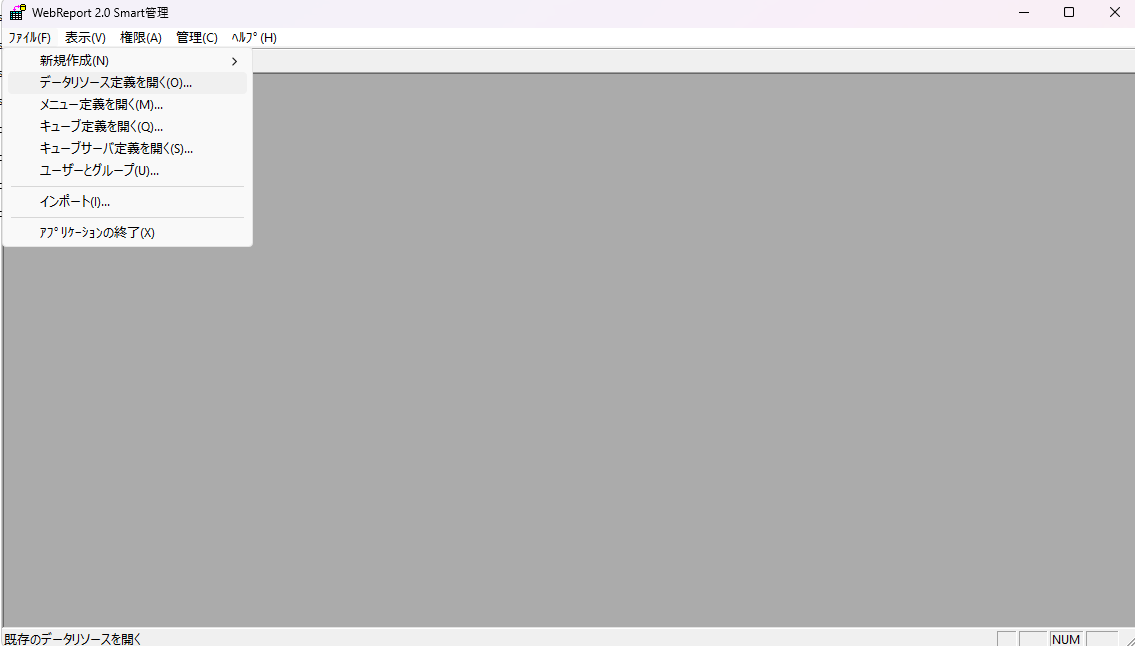 WebReport 2.0 Smart管理
ﾌｧｲﾙ(F) 表示(V) 権限(A) 管理(C) ﾍﾙﾌﾟ(H)
新規作成(N)
データリソース定義を開く(O)...
メニュー定義を開く(M)...
キューブ定義を開く(Q)...
キューブサーバ定義を開く(S)...
ユーザーとグループ(U)...
インポート(I)...
ｱﾌﾟﾘｹｰｼｮﾝの終了(X)
既存のデータリソースを開く
NUM